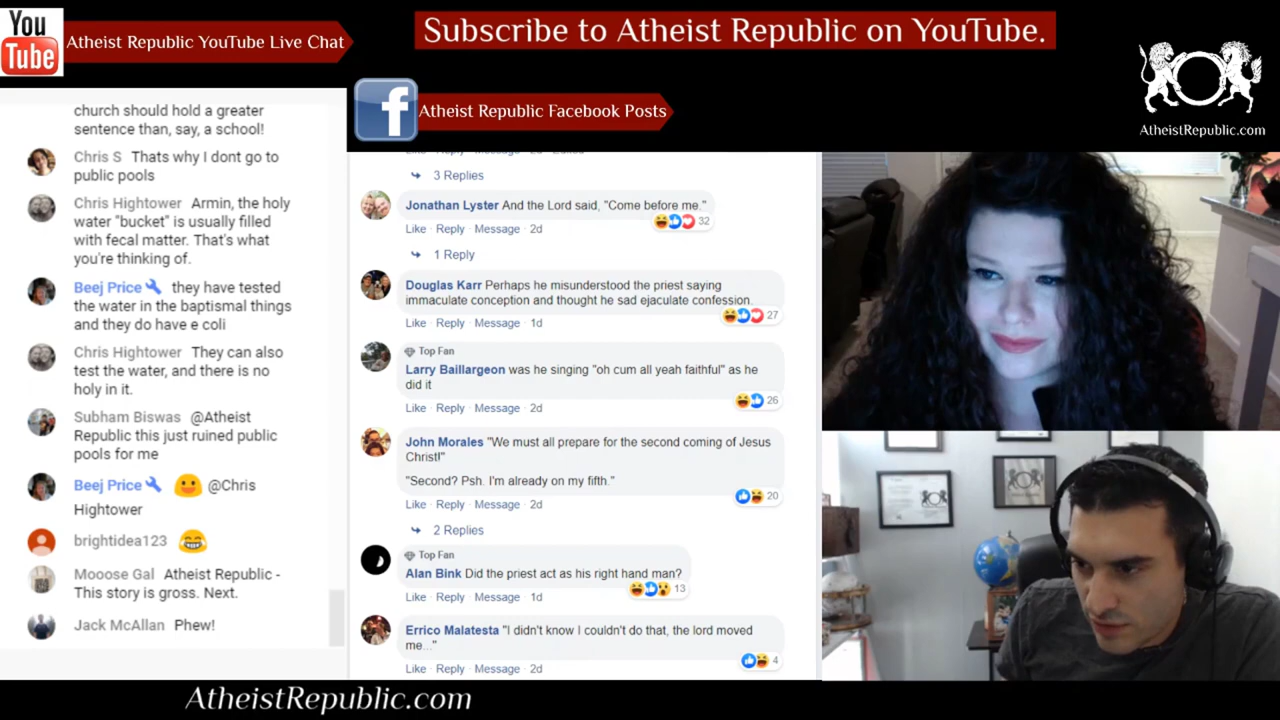 You
Tube
Atheist Republic YouTube Live Chat
Subscribe to Atheist Republic on YouTube.
Atheist Republic Facebook Posts
AtheistRepublic.com
church should hold a greater
sentence than, say, a school!
Chris S Thats why I dont go to
public pools
Chris Hightower Armin, the holy
water "bucket" is usually filled
with fecal matter. That's what
you're thinking of.
Beej Price they have tested
the water in the baptismal things
and they do have e coli
Chris Hightower They can also
test the water, and there is no
holy in it.
Subham Biswas @Atheist
Republic this just ruined public
pools for me
Beej Price @Chris
Hightower
brightidea123
Mooose Gal Atheist Republic -
This story is gross. Next.
Jack McAllan Phew!
Like · Reply · Message · 2d · Edited
3 Replies
Jonathan Lyster And the Lord said, "Come before me."
32
Like · Reply · Message · 2d
1 Reply
Douglas Karr Perhaps he misunderstood the priest saying
immaculate conception and thought he sad ejaculate confession.
27
Like · Reply · Message · 1d
Top Fan
Larry Baillargeon was he singing "oh cum all yeah faithful" as he
did it
26
Like · Reply · Message · 2d
John Morales "We must all prepare for the second coming of Jesus
Christ!"
"Second? Psh. I'm already on my fifth."
20
Like · Reply · Message · 2d
2 Replies
Top Fan
Alan Bink Did the priest act as his right hand man?
13
Like · Reply · Message · 1d
Errico Malatesta "I didn't know I couldn't do that, the lord moved
me..."
4
Like · Reply · Message · 2d
AtheistRepublic.com